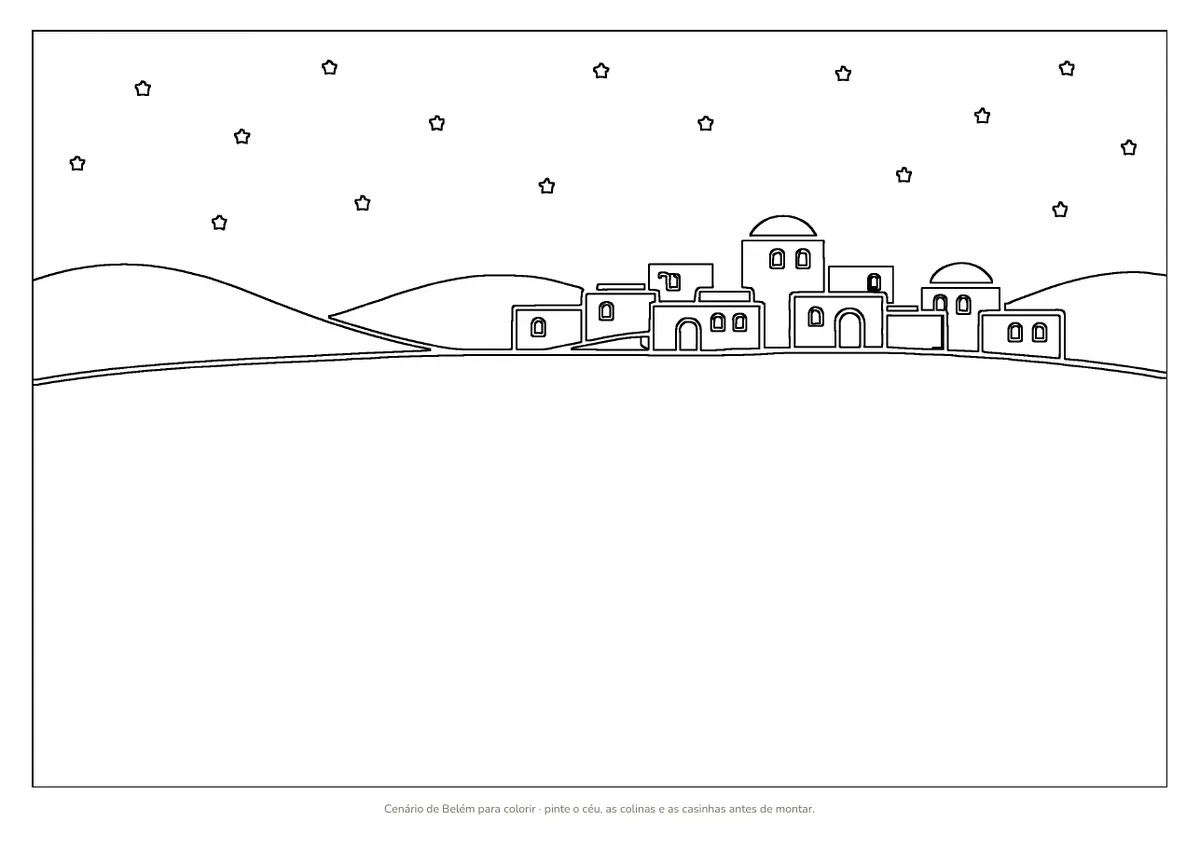 Cenário de Belém para colorir · pinte o céu, as colinas e as casinhas antes de montar.